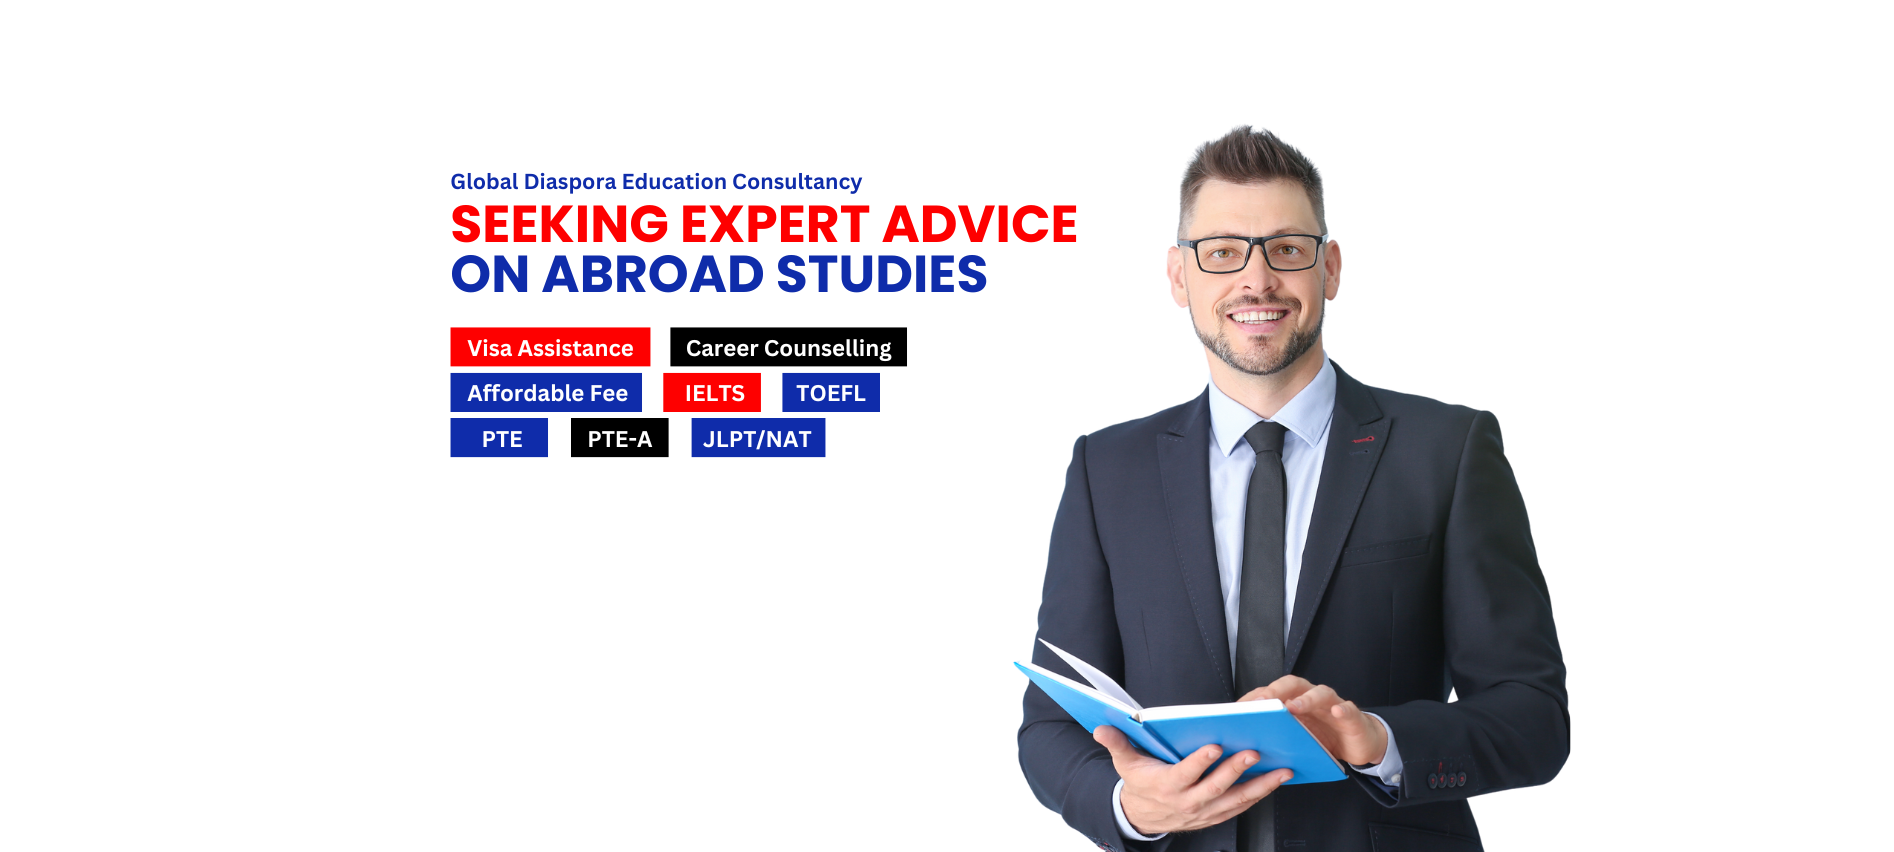 Global Diaspora Education Consultancy
SEEKING EXPERT ADVICE
ON ABROAD STUDIES
Visa Assistance Career Counselling
Affordable Fee IELTS TOEFL
PTE PTE-A JLPT/NAT